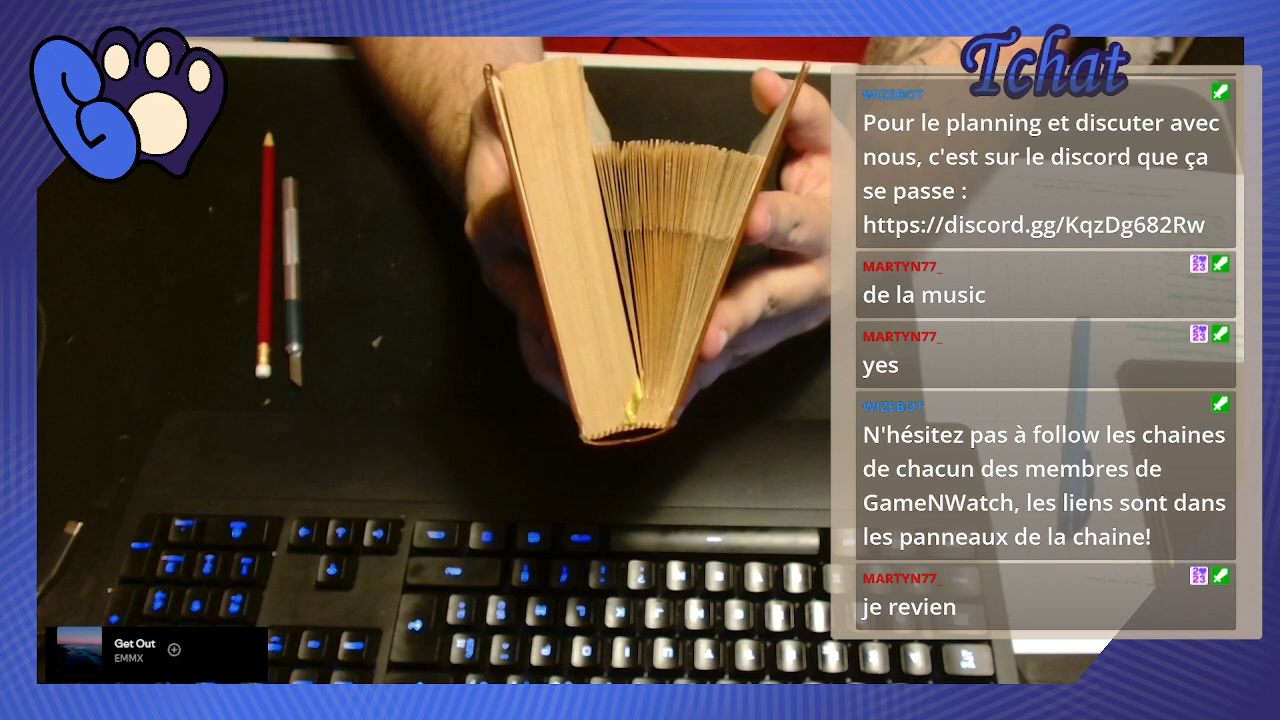 Tchat
WIZEBOT
Pour le planning et discuter avec
nous, c'est sur le discord que ça
se passe :
https://discord.gg/KqzDg682Rw
MARTYN77_
de la music
MARTYN77_
yes
WIZEBOT
N'hésitez pas à follow les chaines
de chacun des membres de
GameNWatch, les liens sont dans
les panneaux de la chaine!
MARTYN77_
je revien
Get Out
EMMX